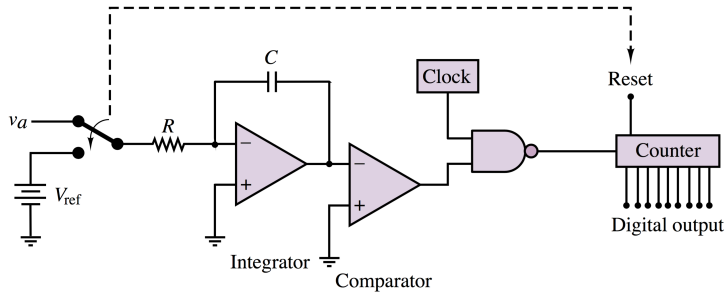 C
Clock
Reset
va
R
−
+
−
+
Counter
Vref
Digital output
Integrator
Comparator